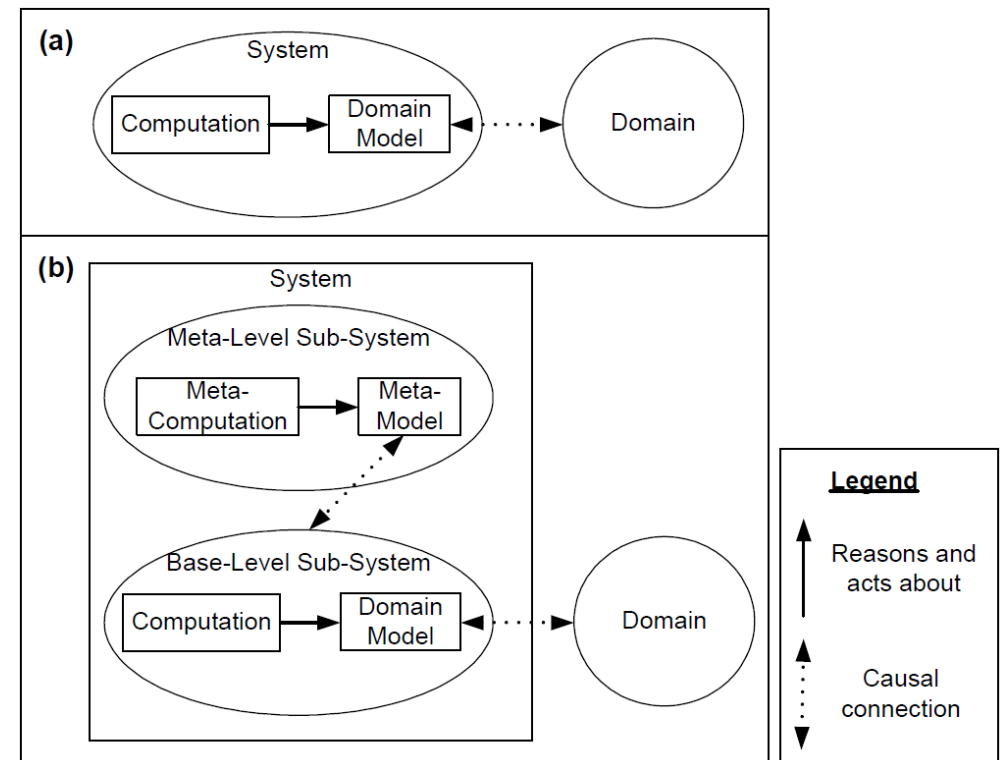 (a)
System
Computation
Domain
Model
Domain
(b)
System
Meta-Level Sub-System
Meta-
Computation
Meta-
Model
Base-Level Sub-System
Computation
Domain
Model
Domain
Legend
Reasons and
acts about
Causal
connection